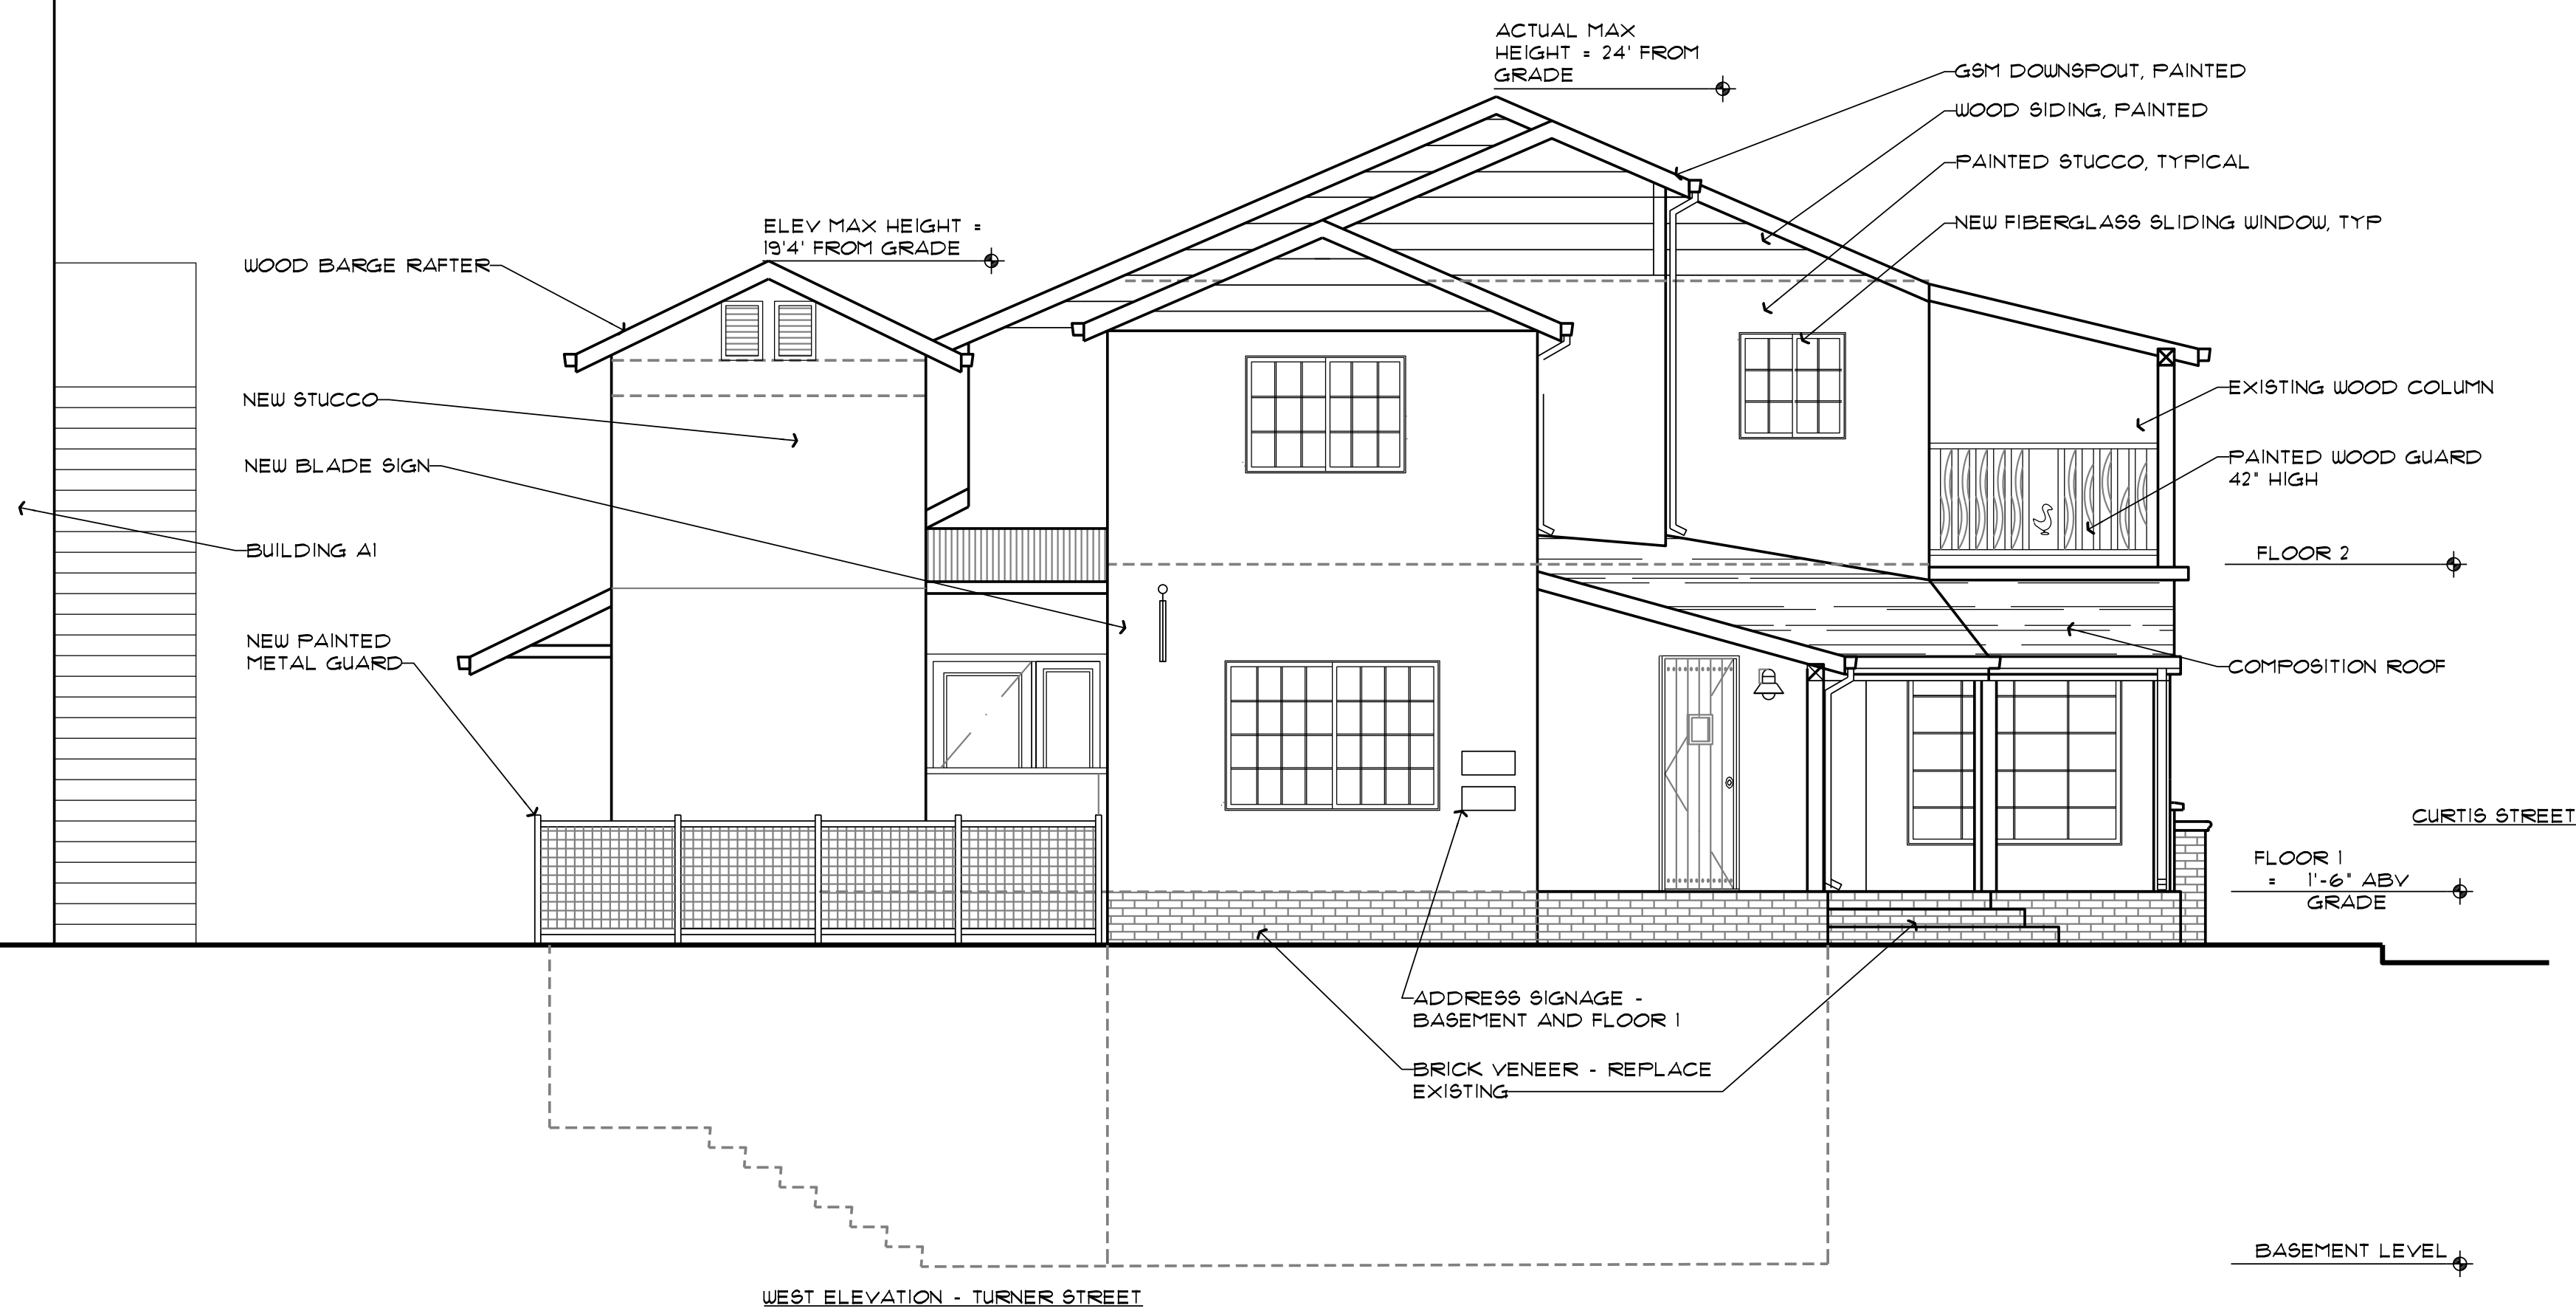 ACTUAL MAX
HEIGHT = 24' FROM
GRADE
GSM DOWNSPOUT, PAINTED
WOOD SIDING, PAINTED
PAINTED STUCCO, TYPICAL
NEW FIBERGLASS SLIDING WINDOW, TYP
ELEV MAX HEIGHT =
19'4' FROM GRADE
WOOD BARGE RAFTER
NEW STUCCO
NEW BLADE SIGN
BUILDING A1
NEW PAINTED
METAL GUARD
EXISTING WOOD COLUMN
PAINTED WOOD GUARD
42" HIGH
FLOOR 2
COMPOSITION ROOF
CURTIS STREET
FLOOR 1
= 1'-6" ABV
GRADE
ADDRESS SIGNAGE -
BASEMENT AND FLOOR 1
BRICK VENEER - REPLACE
EXISTING
BASEMENT LEVEL
WEST ELEVATION - TURNER STREET